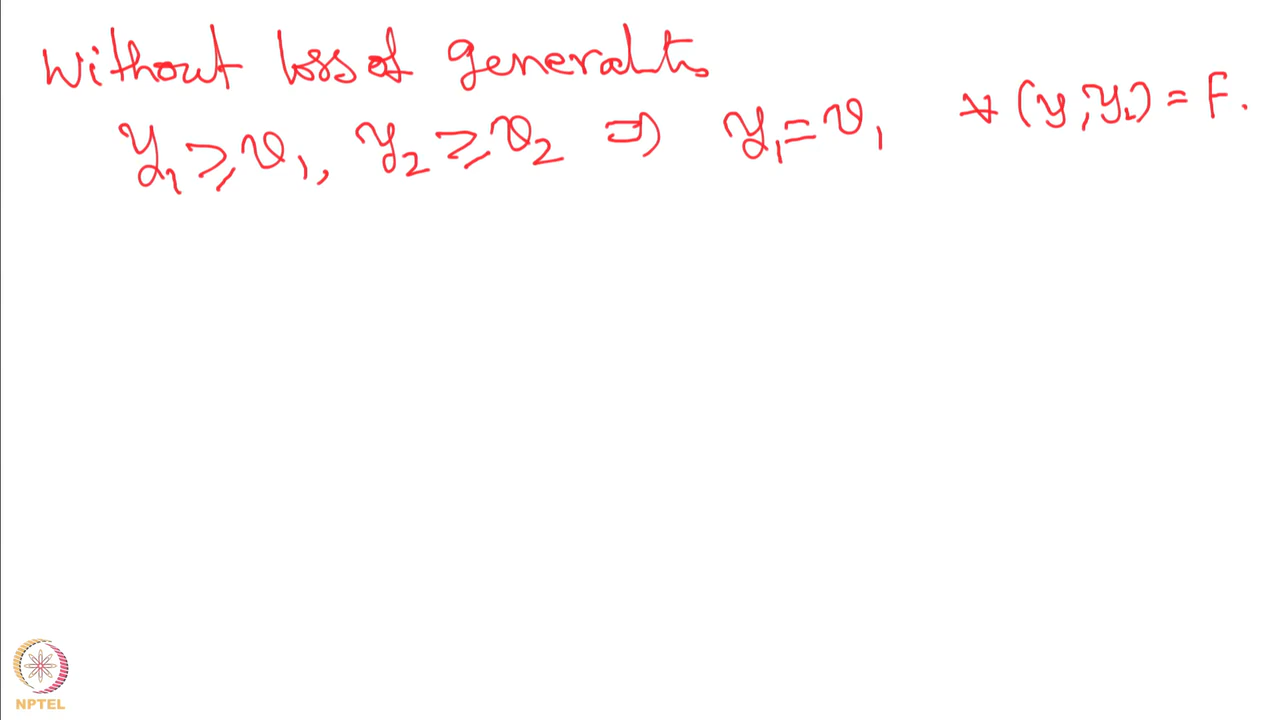 Without loss of generality
y₁ ≥ v₁, y₂ ≥ v₂ ⇒ y₁ = v₁ ∀ (y₁, y₂) = F.
NPTEL